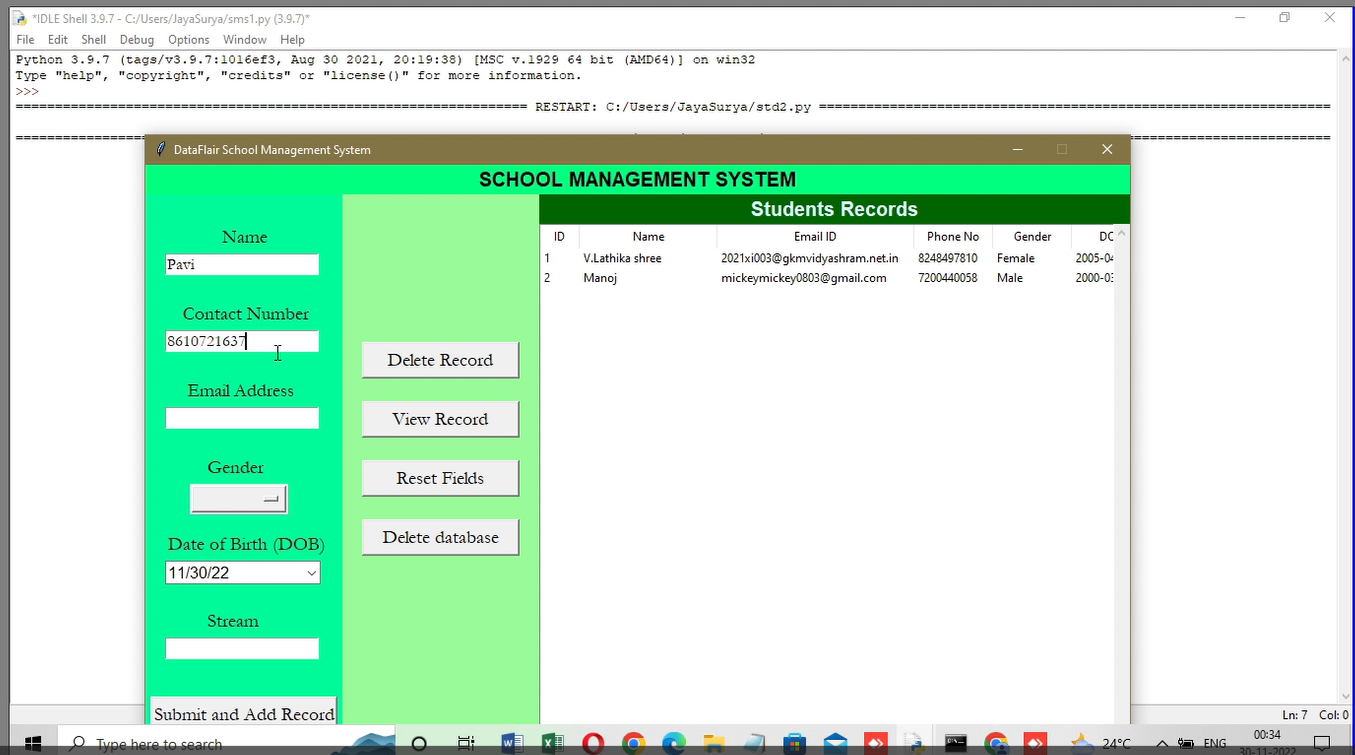 *IDLE Shell 3.9.7 - C:/Users/JayaSurya/sms1.py (3.9.7)*
File Edit Shell Debug Options Window Help
Python 3.9.7 (tags/v3.9.7:1016ef3, Aug 30 2021, 20:19:38) [MSC v.1929 64 bit (AMD64)] on win32
Type "help", "copyright", "credits" or "license()" for more information.
>>>
================================================================= RESTART: C:/Users/JayaSurya/std2.py =================================================================
DataFlair School Management System
SCHOOL MANAGEMENT SYSTEM
Name
Pavi
Contact Number
8610721637
Email Address
Gender
Date of Birth (DOB)
11/30/22
Stream
Submit and Add Record
Delete Record
View Record
Reset Fields
Delete database
Students Records
ID Name Email ID Phone No Gender DO
1 V.Lathika shree 2021xi003@gkmvidyashram.net.in 8248497810 Female 2005-04
2 Manoj mickeymickey0803@gmail.com 7200440058 Male 2000-03
Ln: 7 Col: 0
Type here to search
24°C ENG 00:34
30-11-2022